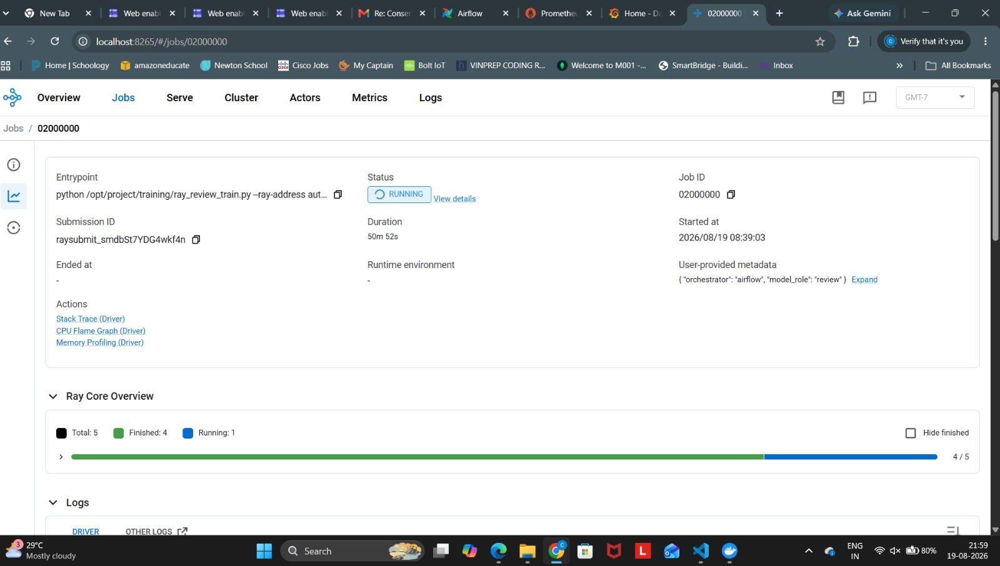 New Tab
Web enabl
Web enabl
Web enabl
Re: Conser
Airflow
Prometheu
Home - Da
02000000
Ask Gemini
localhost:8265/#/jobs/02000000
Verify that it's you
Home | Schoology
amazoneducate
Newton School
Cisco Jobs
My Captain
Bolt IoT
VINPREP CODING R...
Welcome to M001 -...
SmartBridge - Buildi...
Inbox
»
All Bookmarks
Overview
Jobs
Serve
Cluster
Actors
Metrics
Logs
GMT-7
Jobs / 02000000
Entrypoint
python /opt/project/training/ray_review_train.py --ray-address aut...
Status
RUNNING
View details
Job ID
02000000
Submission ID
raysubmit_smdbSt7YDG4wkf4n
Duration
50m 52s
Started at
2026/08/19 08:39:03
Ended at
-
Runtime environment
-
User-provided metadata
{ "orchestrator": "airflow", "model_role": "review" } Expand
Actions
Stack Trace (Driver)
CPU Flame Graph (Driver)
Memory Profiling (Driver)
Ray Core Overview
Total: 5
Finished: 4
Running: 1
Hide finished
4 / 5
Logs
DRIVER
OTHER LOGS
3
29°C
Mostly cloudy
Search
L
ENG
IN
80%
21:59
19-08-2026